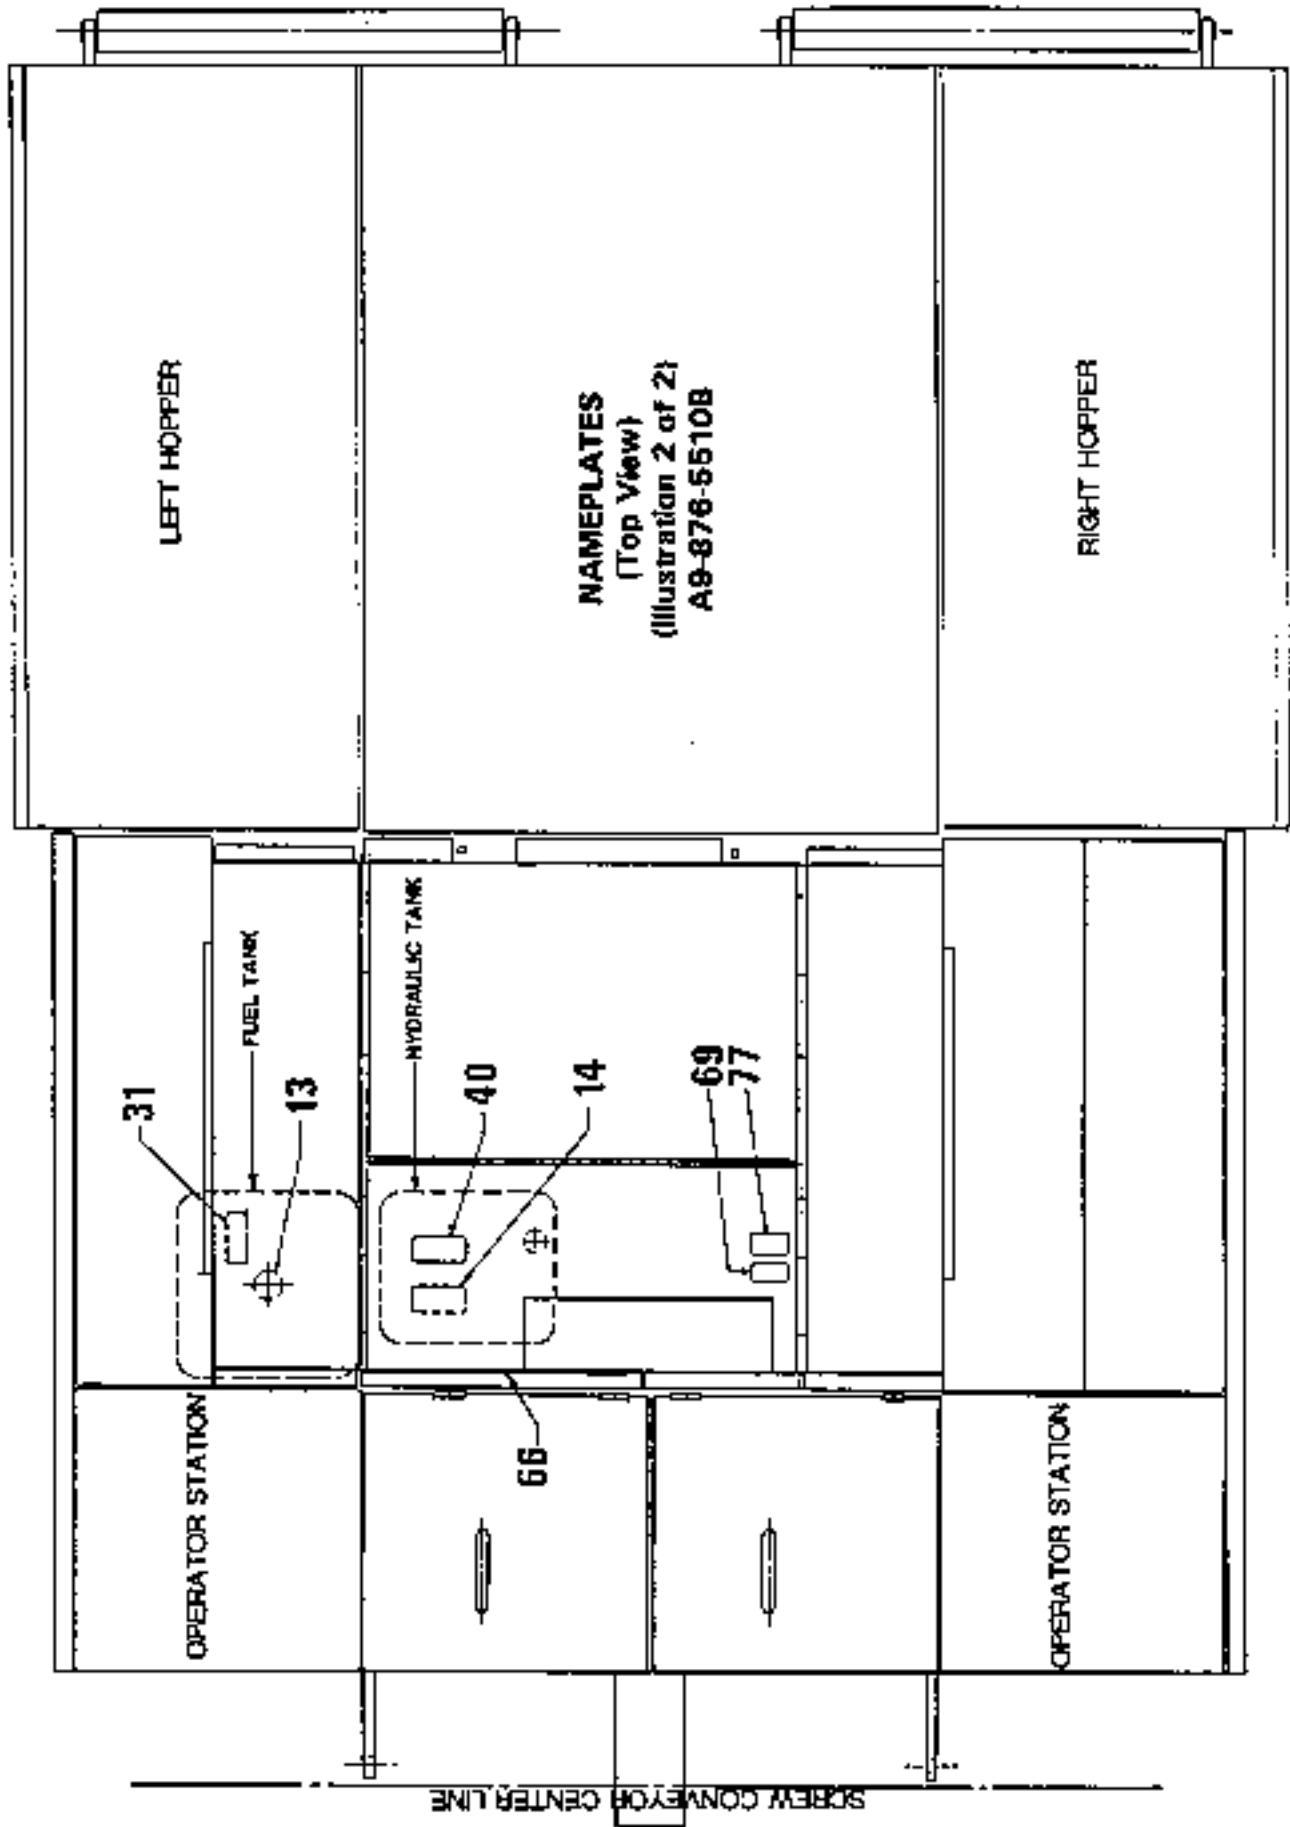 LEFT HOPPER
NAMEPLATES
(Top View)
(Illustration 2 of 2)
A9-876-5510B
RIGHT HOPPER
31
FUEL TANK
13
HYDRAULIC TANK
40
14
69
77
66
OPERATOR STATION
OPERATOR STATION
SCREW CONVEYOR CENTER LINE